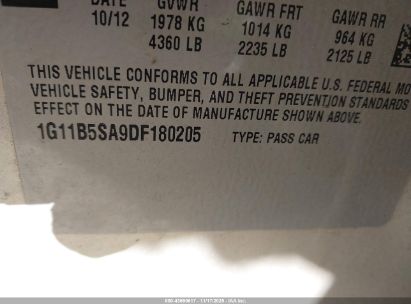 DATE GVWR GAWR FRT GAWR RR
10/12 1978 KG 1014 KG 964 KG
4360 LB 2235 LB 2125 LB
THIS VEHICLE CONFORMS TO ALL APPLICABLE U.S. FEDERAL MO
VEHICLE SAFETY, BUMPER, AND THEFT PREVENTION STANDARDS
EFFECT ON THE DATE OF MANUFACTURE SHOWN ABOVE.
1G11B5SA9DF180205 TYPE: PASS CAR